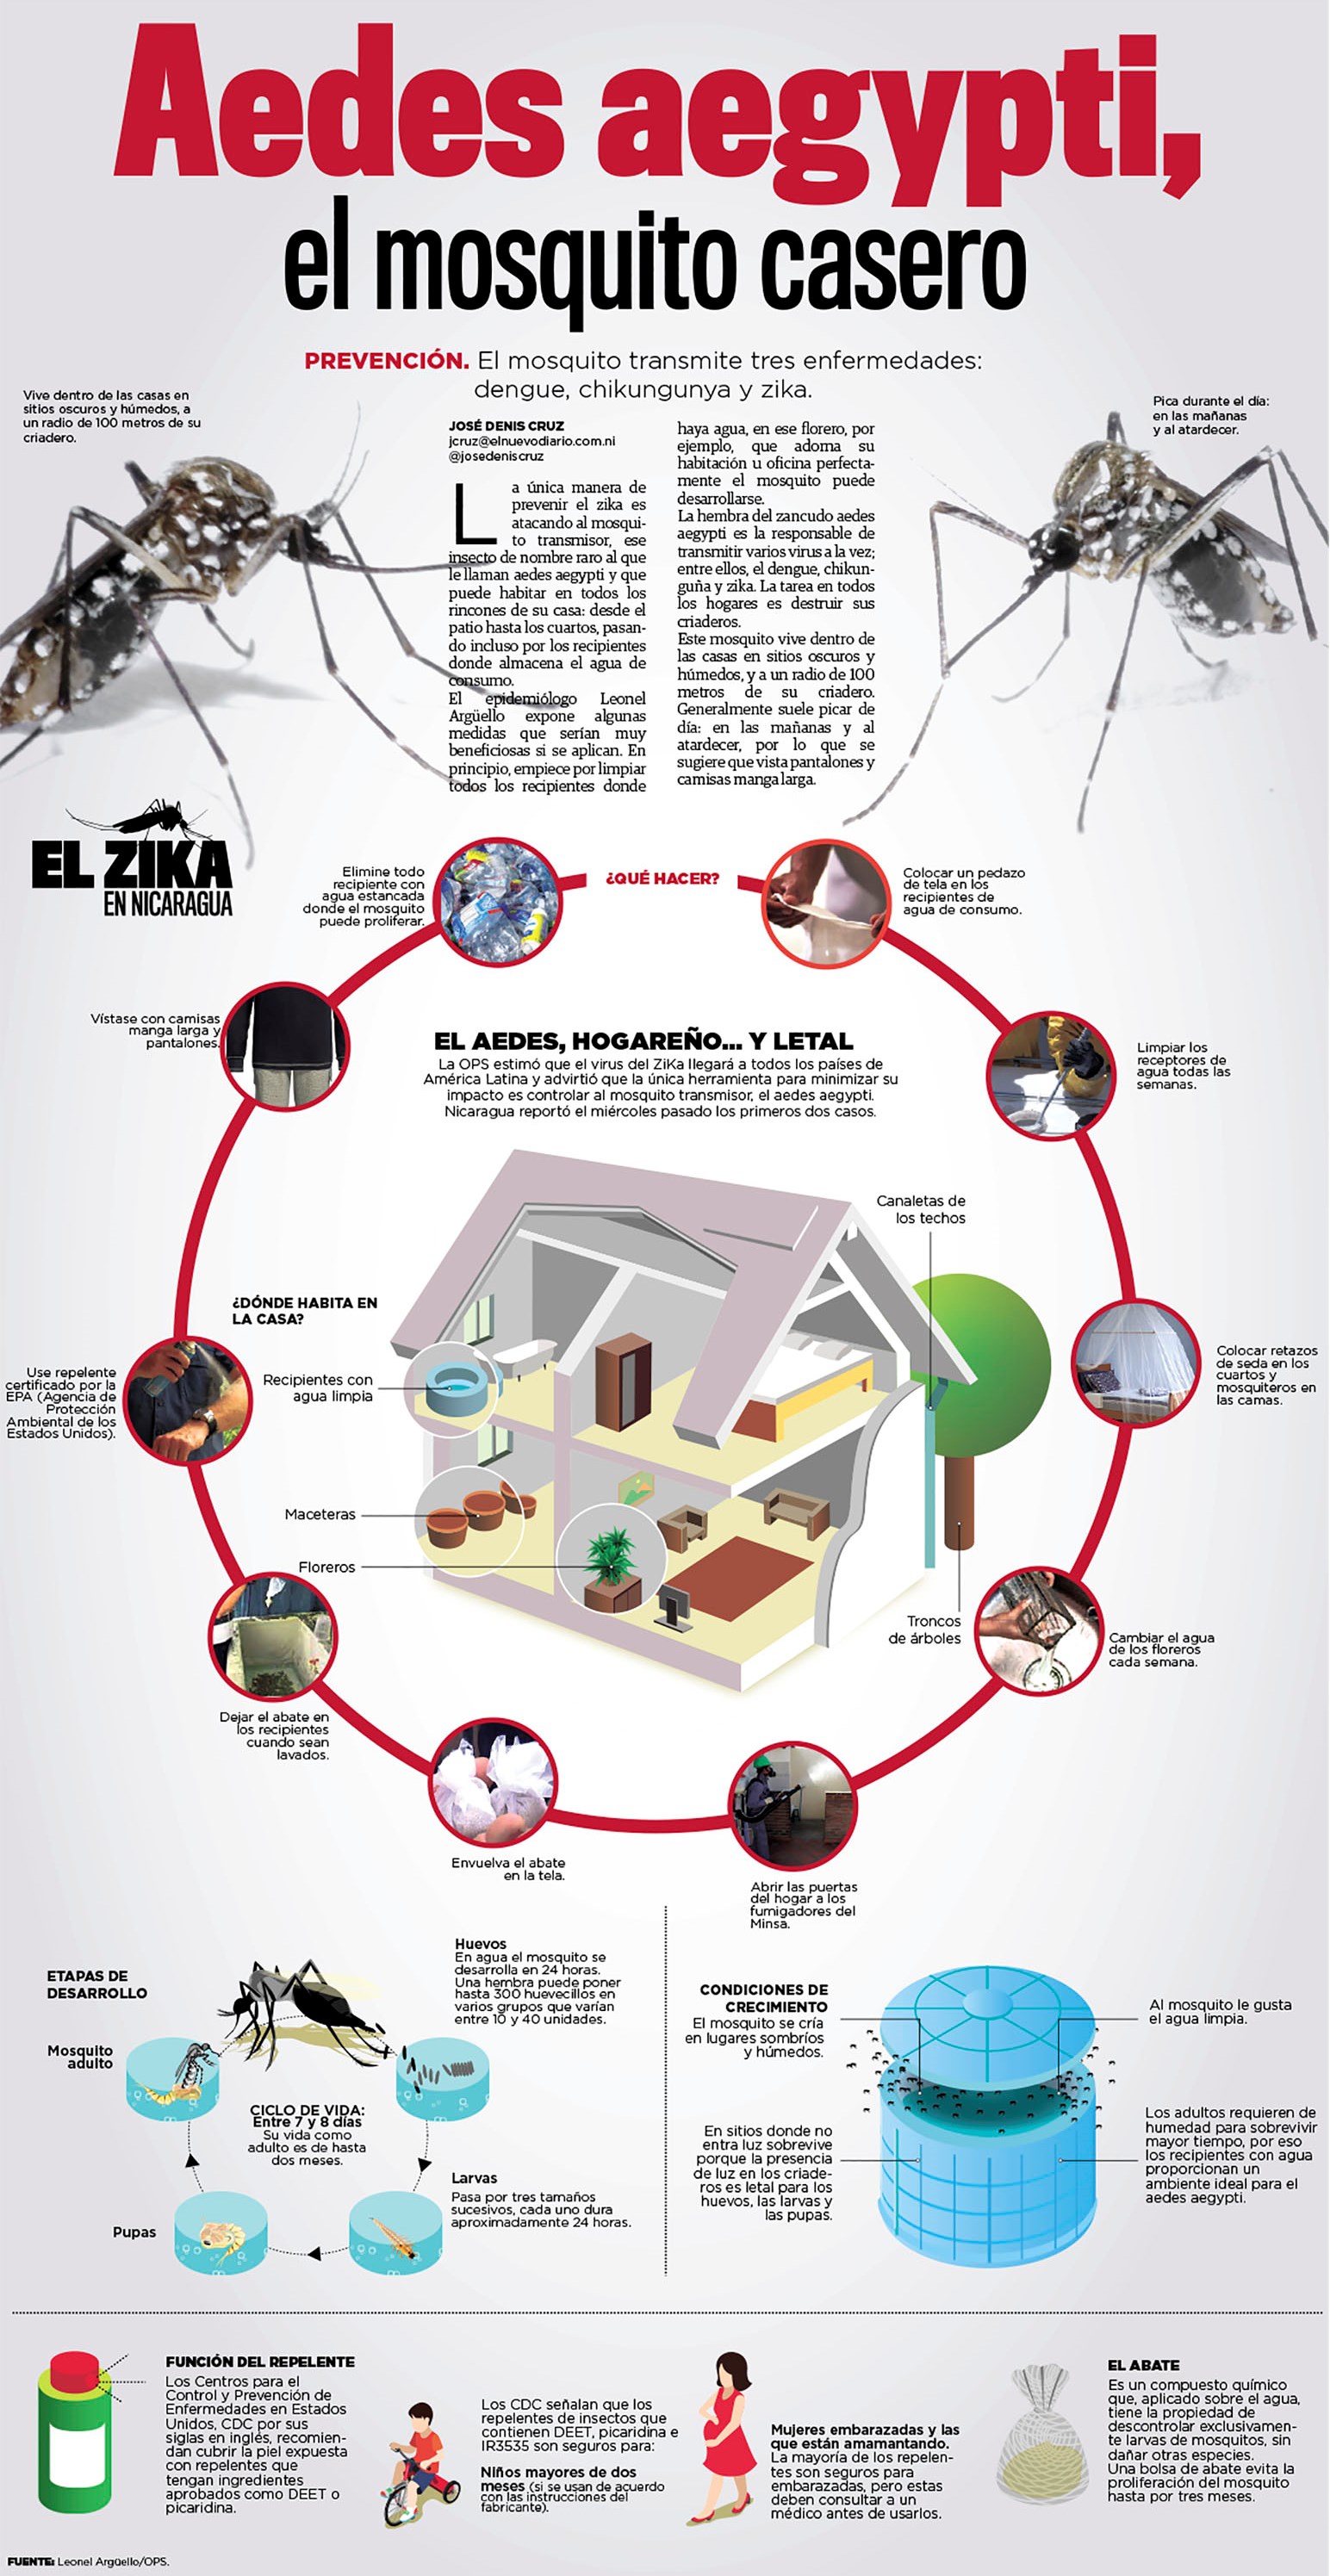 Aedes aegypti,
el mosquito casero
PREVENCIÓN. El mosquito transmite tres enfermedades:
dengue, chikungunya y zika.
Vive dentro de las casas en
sitios oscuros y húmedos, a
un radio de 100 metros de su
criadero.
Pica durante el día:
en las mañanas
y al atardecer.
JOSÉ DENIS CRUZ
jcruz@elnuevodiario.com.ni
@josedeniscruz
La única manera de
prevenir el zika es
atacando al mosqui-
to transmisor, ese
insecto de nombre raro al que
le llaman aedes aegypti y que
puede habitar en todos los
rincones de su casa: desde el
patio hasta los cuartos, pasan-
do incluso por los recipientes
donde almacena el agua de
consumo.
El epidemiólogo Leonel
Argüello expone algunas
medidas que serían muy
beneficiosas si se aplican. En
principio, empiece por limpiar
todos los recipientes donde
haya agua, en ese florero, por
ejemplo, que adorna su
habitación u oficina perfecta-
mente el mosquito puede
desarrollarse.
La hembra del zancudo aedes
aegypti es la responsable de
transmitir varios virus a la vez;
entre ellos, el dengue, chikun-
guña y zika. La tarea en todos
los hogares es destruir sus
criaderos.
Este mosquito vive dentro de
las casas en sitios oscuros y
húmedos, y a un radio de 100
metros de su criadero.
Generalmente suele picar de
día: en las mañanas y al
atardecer, por lo que se
sugiere que vista pantalones y
camisas manga larga.
EL ZIKA
EN NICARAGUA
¿QUÉ HACER?
Elimine todo
recipiente con
agua estancada
donde el mosquito
puede proliferar.
Colocar un pedazo
de tela en los
recipientes de
agua de consumo.
Vístase con camisas
manga larga y
pantalones.
Limpiar los
receptores de
agua todas las
semanas.
EL AEDES, HOGAREÑO... Y LETAL
La OPS estimó que el virus del ZiKa llegará a todos los países de
América Latina y advirtió que la única herramienta para minimizar su
impacto es controlar al mosquito transmisor, el aedes aegypti.
Nicaragua reportó el miércoles pasado los primeros dos casos.
Canaletas de
los techos
¿DÓNDE HABITA EN
LA CASA?
Recipientes con
agua limpia
Maceteras
Floreros
Troncos
de árboles
Use repelente
certificado por la
EPA (Agencia de
Protección
Ambiental de los
Estados Unidos).
Colocar retazos
de seda en los
cuartos y
mosquiteros en
las camas.
Cambiar el agua
de los floreros
cada semana.
Dejar el abate en
los recipientes
cuando sean
lavados.
Envuelva el abate
en la tela.
Abrir las puertas
del hogar a los
fumigadores del
Minsa.
ETAPAS DE
DESARROLLO
Huevos
En agua el mosquito se
desarrolla en 24 horas.
Una hembra puede poner
hasta 300 huevecillos en
varios grupos que varían
entre 10 y 40 unidades.
Mosquito
adulto
CICLO DE VIDA:
Entre 7 y 8 días
Su vida como
adulto es de hasta
dos meses.
Larvas
Pasa por tres tamaños
sucesivos, cada uno dura
aproximadamente 24 horas.
Pupas
CONDICIONES DE
CRECIMIENTO
El mosquito se cría
en lugares sombríos
y húmedos.
En sitios donde no
entra luz sobrevive
porque la presencia
de luz en los criade-
ros es letal para los
huevos, las larvas y
las pupas.
Al mosquito le gusta
el agua limpia.
Los adultos requieren de
humedad para sobrevivir
mayor tiempo, por eso
los recipientes con agua
proporcionan un
ambiente ideal para el
aedes aegypti.
FUNCIÓN DEL REPELENTE
Los Centros para el
Control y Prevención de
Enfermedades en Estados
Unidos, CDC por sus
siglas en inglés, recomien-
dan cubrir la piel expuesta
con repelentes que
tengan ingredientes
aprobados como DEET o
picaridina.
Los CDC señalan que los
repelentes de insectos que
contienen DEET, picaridina e
IR3535 son seguros para:
Niños mayores de dos
meses (si se usan de acuerdo
con las instrucciones del
fabricante).
Mujeres embarazadas y las
que están amamantando.
La mayoría de los repelen-
tes son seguros para
embarazadas, pero estas
deben consultar a un
médico antes de usarlos.
EL ABATE
Es un compuesto químico
que, aplicado sobre el agua,
tiene la propiedad de
descontrolar exclusivamen-
te larvas de mosquitos, sin
dañar otras especies.
Una bolsa de abate evita la
proliferación del mosquito
hasta por tres meses.
FUENTE: Leonel Argüello/OPS.